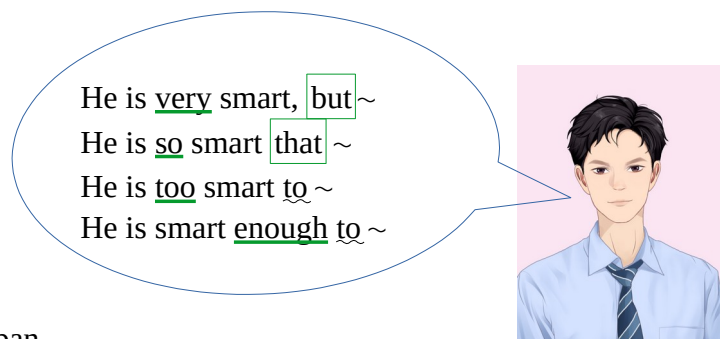 He is very smart, but～
He is so smart that ～
He is too smart to～
He is smart enough to～